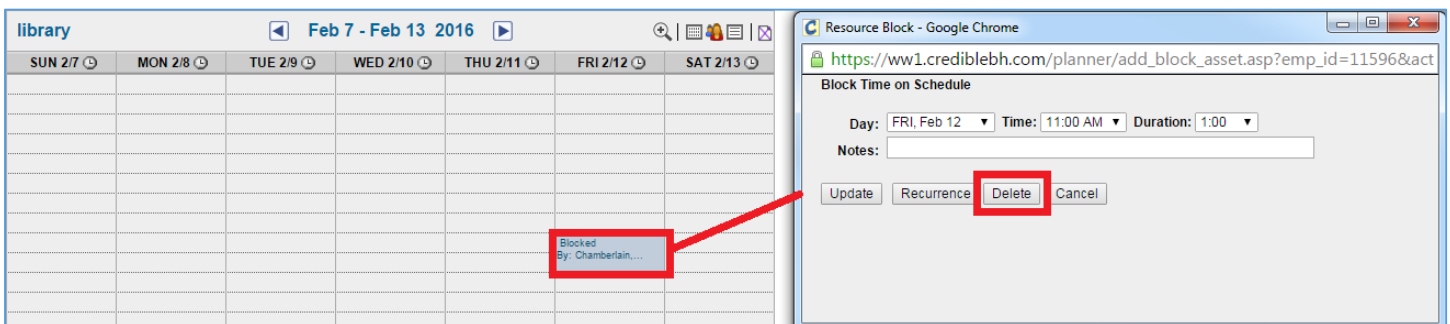 library
Feb 7 - Feb 13 2016
SUN 2/7 MON 2/8 TUE 2/9 WED 2/10 THU 2/11 FRI 2/12 SAT 2/13
Blocked
By: Chamberlain,...
Resource Block - Google Chrome
https://ww1.crediblebh.com/planner/add_block_asset.asp?emp_id=11596&act
Block Time on Schedule
Day: FRI, Feb 12 Time: 11:00 AM Duration: 1:00
Notes:
Update Recurrence Delete Cancel